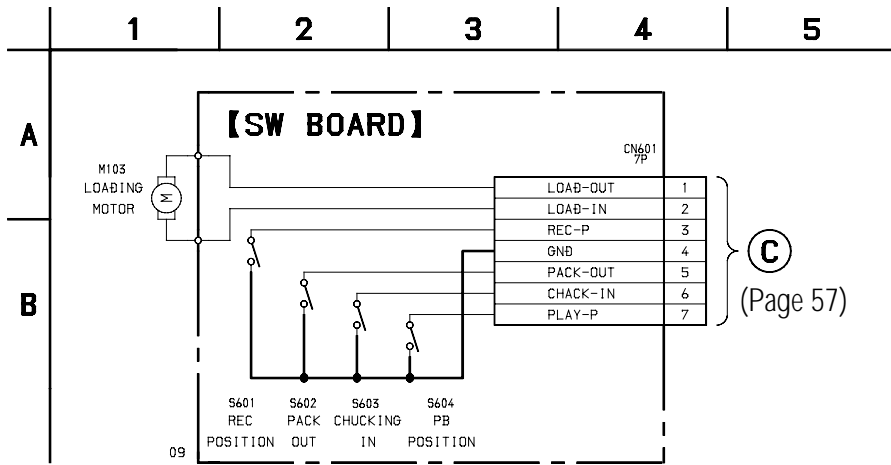 1 2 3 4 5
A
B
【SW BOARD】
CN601
7P
M103
LOADING
MOTOR
M
LOAD-OUT 1
LOAD-IN 2
REC-P 3
GND 4
PACK-OUT 5
CHACK-IN 6
PLAY-P 7
C
(Page 57)
S601 S602 S603 S604
REC PACK CHUCKING PB
POSITION OUT IN POSITION
09